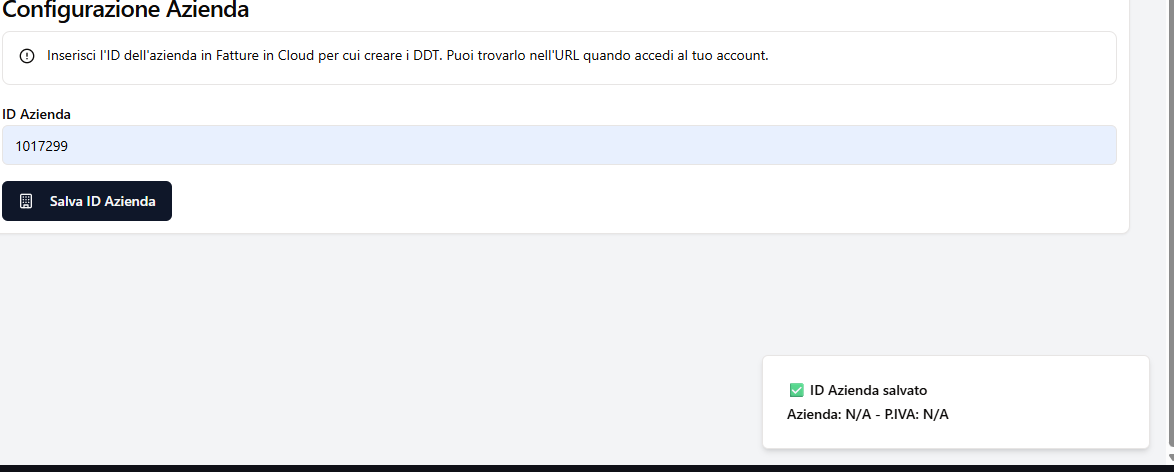 Configurazione Azienda
Inserisci l'ID dell'azienda in Fatture in Cloud per cui creare i DDT. Puoi trovarlo nell'URL quando accedi al tuo account.
ID Azienda
1017299
Salva ID Azienda
✅ ID Azienda salvato
Azienda: N/A - P.IVA: N/A